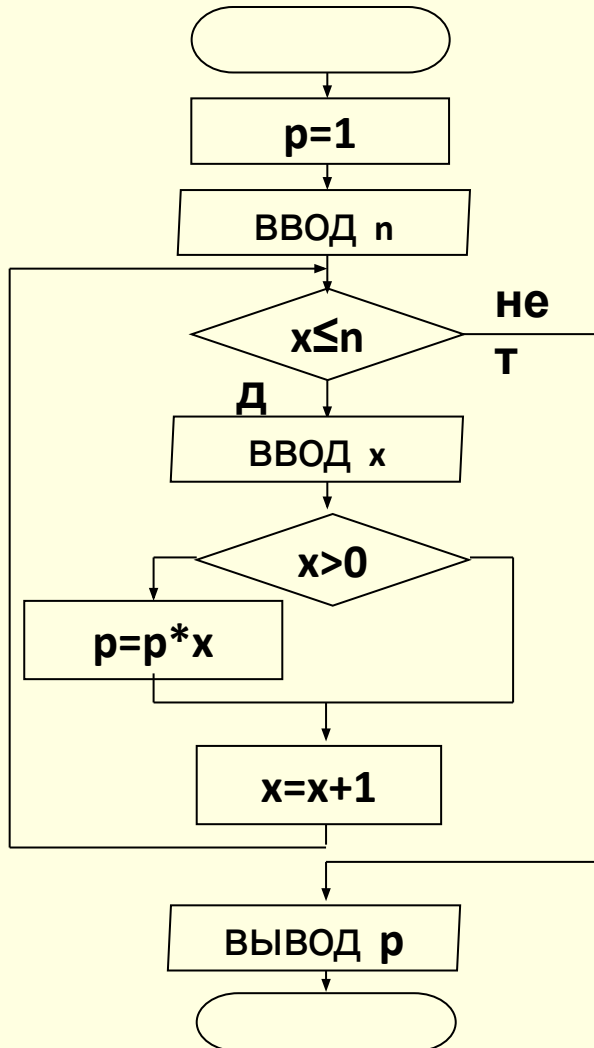 p=1
ВВОД n
не
x≤n
т
д
ВВОД x
x>0
p=p*x
x=x+1
ВЫВОД p